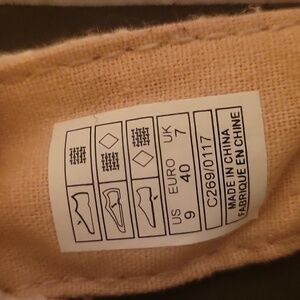 UK 7
EURO 40
US 9
C269/0117
MADE IN CHINA
FABRIQUE EN CHINE